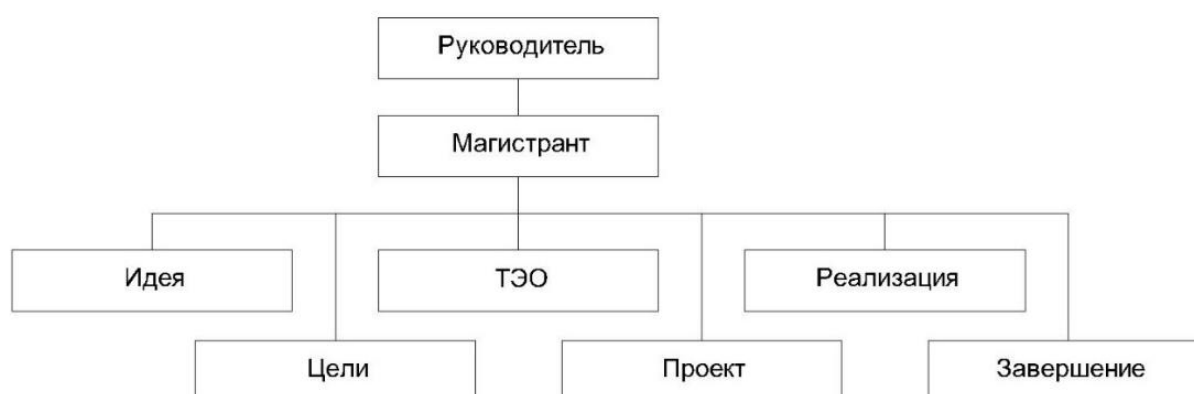 Руководитель
Магистрант
Идея
ТЭО
Реализация
Цели
Проект
Завершение